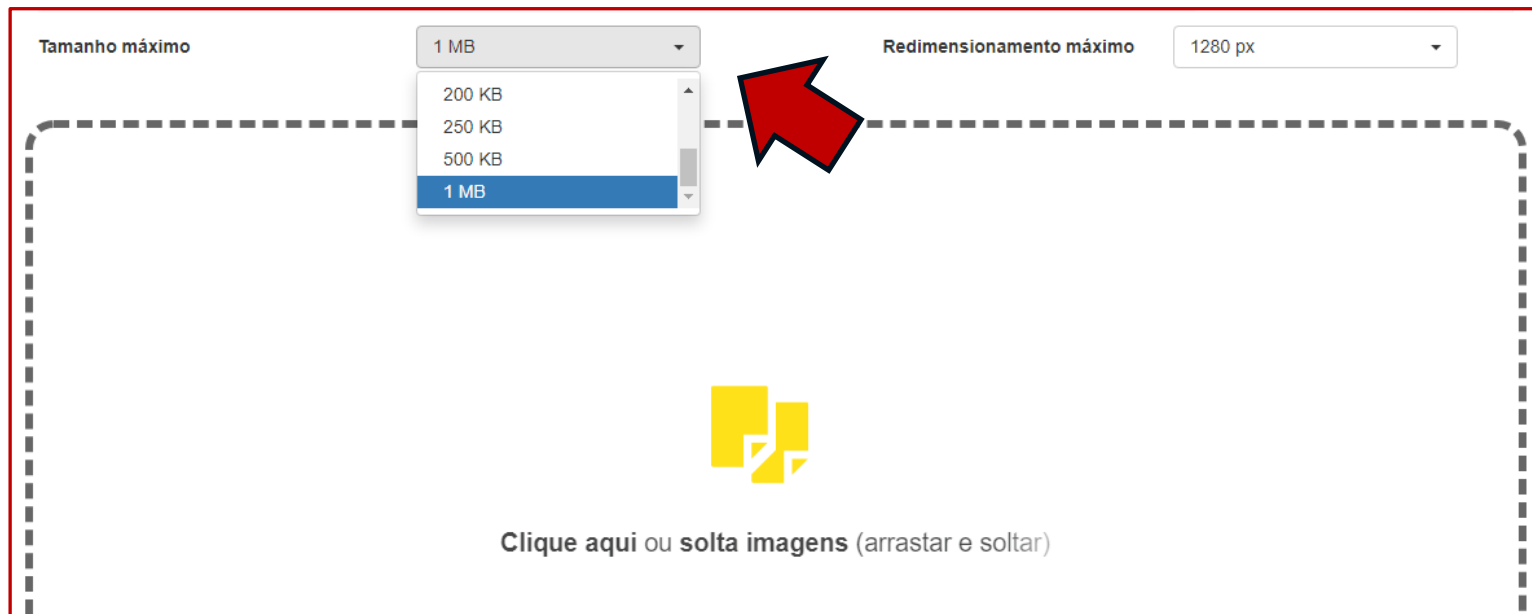 Tamanho máximo 1 MB Redimensionamento máximo 1280 px
200 KB
250 KB
500 KB
1 MB
Clique aqui ou solta imagens (arrastar e soltar)